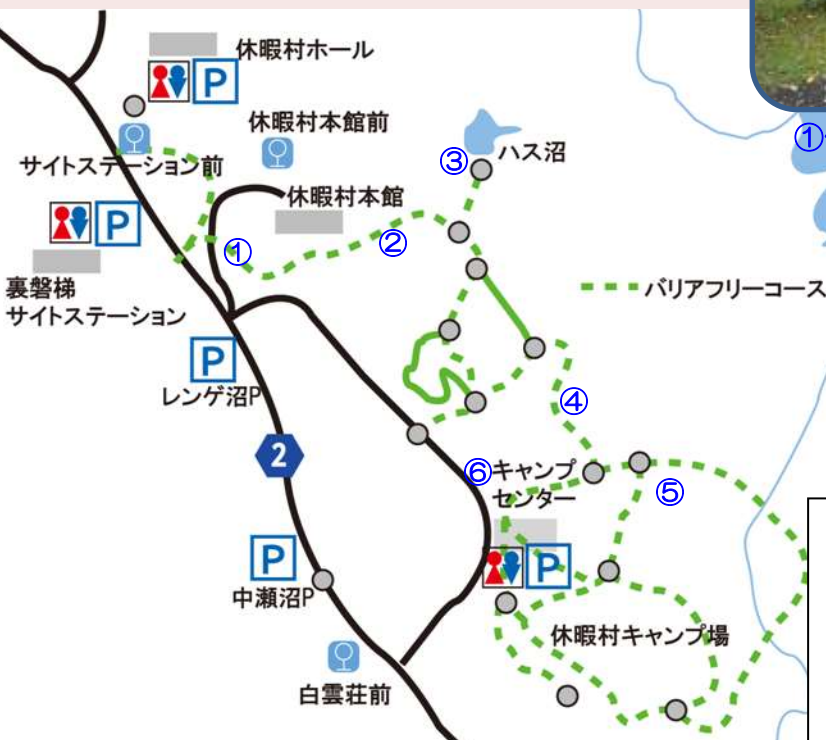 休暇村ホール
P
休暇村本館前
サイトステーション前
③
ハス沼
①
P
休暇村本館
①
②
裏磐梯
サイトステーション
バリアフリーコース
P
レンゲ沼P
④
2
⑥
キャンプ
センター
⑤
P
中瀬沼P
P
休暇村キャンプ場
白雲荘前